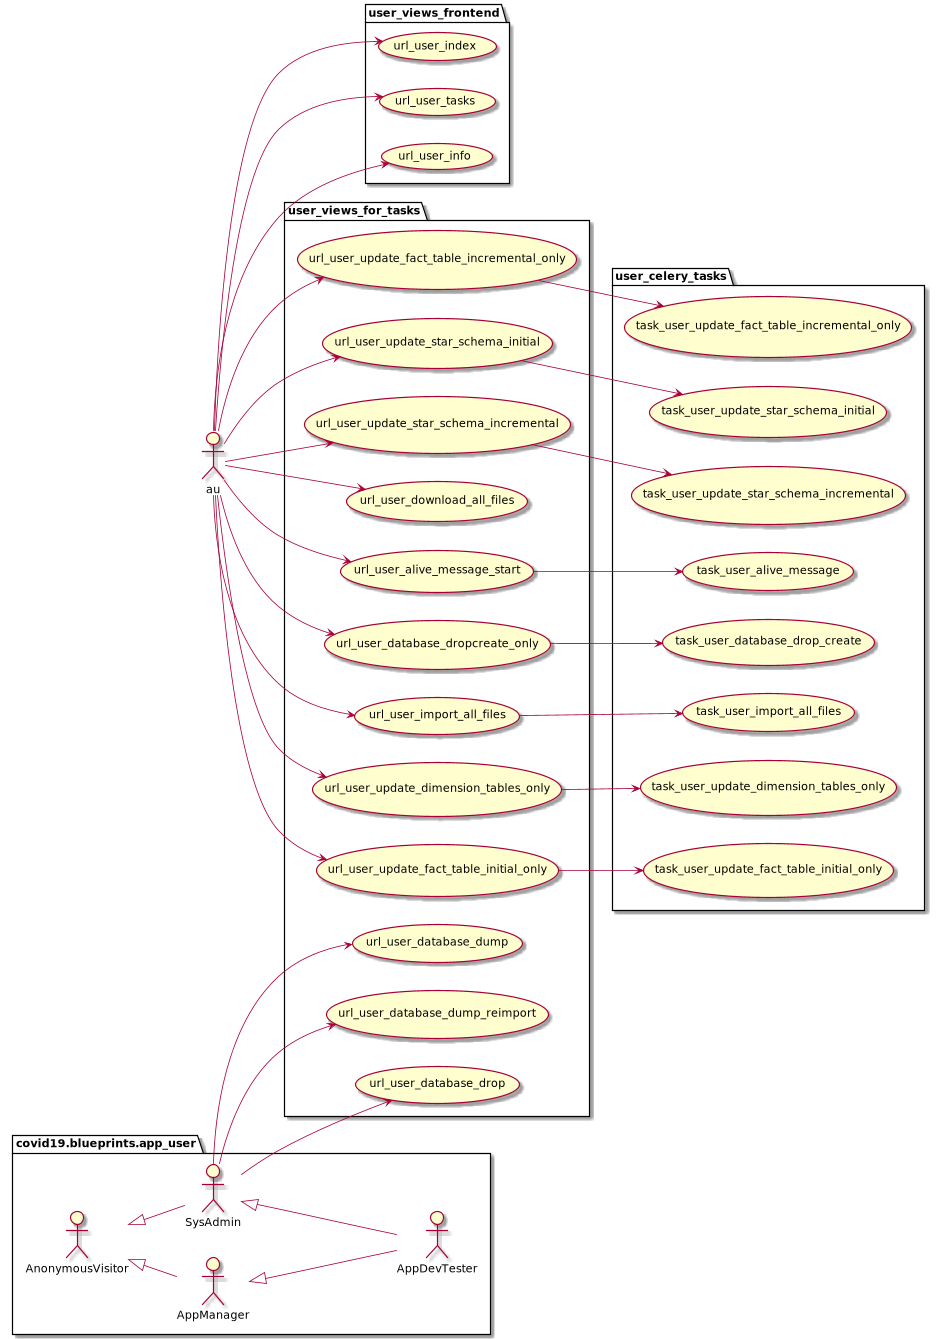 user_views_frontend
url_user_index
url_user_tasks
url_user_info
user_views_for_tasks
url_user_update_fact_table_incremental_only
url_user_update_star_schema_initial
url_user_update_star_schema_incremental
url_user_download_all_files
url_user_alive_message_start
url_user_database_dropcreate_only
url_user_import_all_files
url_user_update_dimension_tables_only
url_user_update_fact_table_initial_only
url_user_database_dump
url_user_database_dump_reimport
url_user_database_drop
user_celery_tasks
task_user_update_fact_table_incremental_only
task_user_update_star_schema_initial
task_user_update_star_schema_incremental
task_user_alive_message
task_user_database_drop_create
task_user_import_all_files
task_user_update_dimension_tables_only
task_user_update_fact_table_initial_only
au
covid19.blueprints.app_user
SysAdmin
AnonymousVisitor
AppDevTester
AppManager